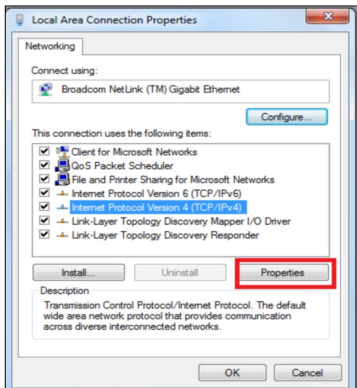 Local Area Connection Properties
Networking
Connect using:
Broadcom NetLink (TM) Gigabit Ethernet
Configure...
This connection uses the following items:
Client for Microsoft Networks
QoS Packet Scheduler
File and Printer Sharing for Microsoft Networks
Internet Protocol Version 6 (TCP/IPv6)
Internet Protocol Version 4 (TCP/IPv4)
Link-Layer Topology Discovery Mapper I/O Driver
Link-Layer Topology Discovery Responder
Install... Uninstall Properties
Description
Transmission Control Protocol/Internet Protocol. The default
wide area network protocol that provides communication
across diverse interconnected networks.
OK Cancel